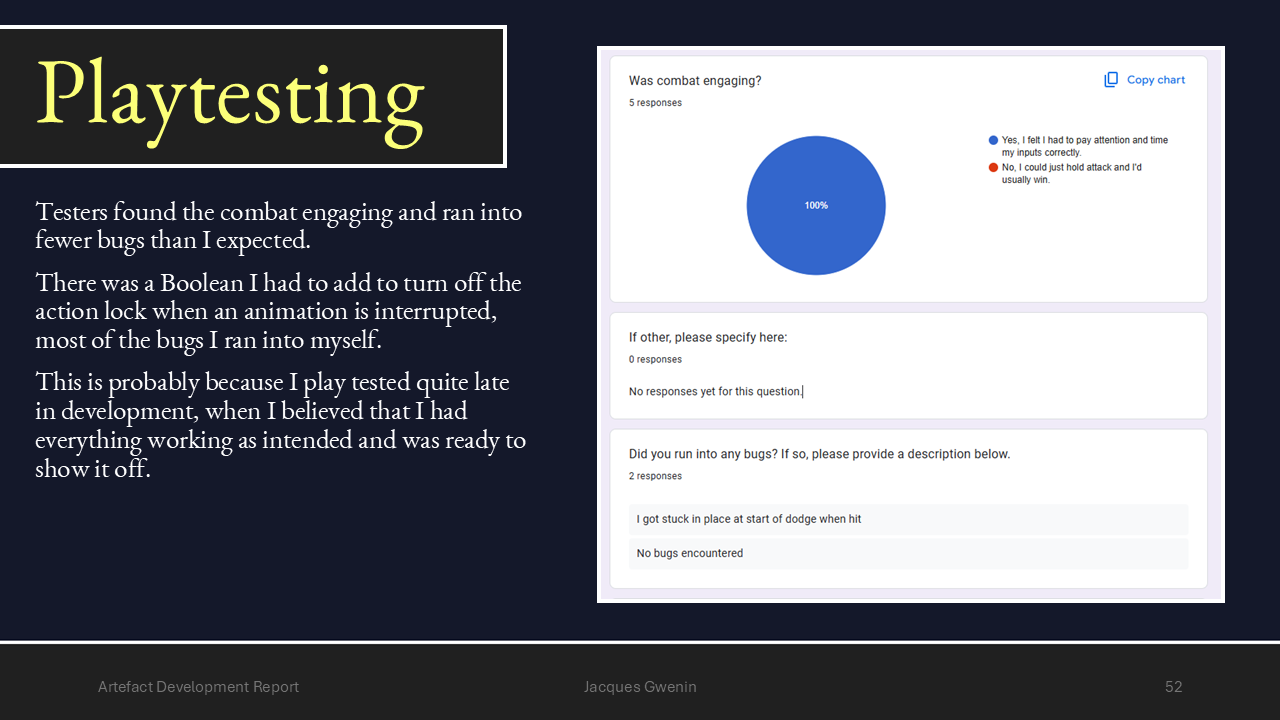 Playtesting
Testers found the combat engaging and ran into
fewer bugs than I expected.
There was a Boolean I had to add to turn off the
action lock when an animation is interrupted,
most of the bugs I ran into myself.
This is probably because I play tested quite late
in development, when I believed that I had
everything working as intended and was ready to
show it off.
Was combat engaging?
Copy chart
5 responses
100%
Yes, I felt I had to pay attention and time
my inputs correctly.
No, I could just hold attack and I'd
usually win.
If other, please specify here:
0 responses
No responses yet for this question.
Did you run into any bugs? If so, please provide a description below.
2 responses
I got stuck in place at start of dodge when hit
No bugs encountered
Artefact Development Report
Jacques Gwenin
52